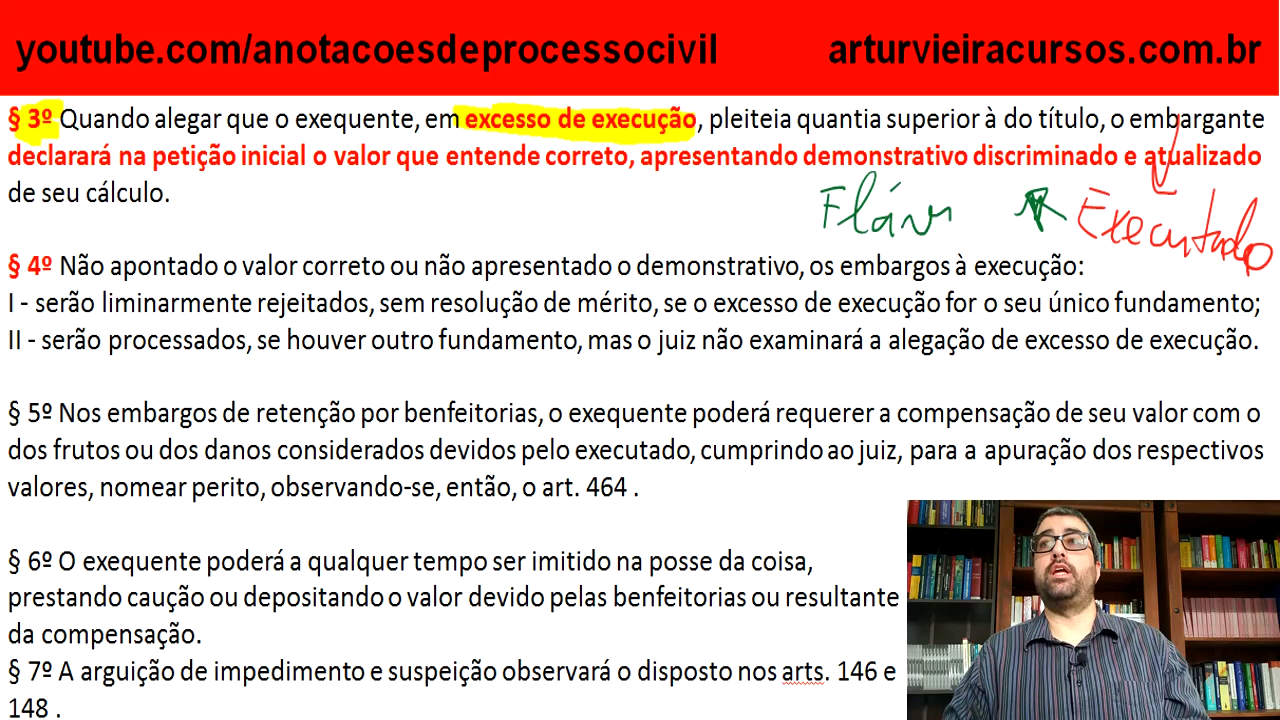 youtube.com/anotacoesdeprocessocivil arturvieiracursos.com.br
§ 3º Quando alegar que o exequente, em excesso de execução, pleiteia quantia superior à do título, o embargante
declarará na petição inicial o valor que entende correto, apresentando demonstrativo discriminado e atualizado
de seu cálculo.
Executado
§ 4º Não apontado o valor correto ou não apresentado o demonstrativo, os embargos à execução:
I - serão liminarmente rejeitados, sem resolução de mérito, se o excesso de execução for o seu único fundamento;
II - serão processados, se houver outro fundamento, mas o juiz não examinará a alegação de excesso de execução.
§ 5º Nos embargos de retenção por benfeitorias, o exequente poderá requerer a compensação de seu valor com o
dos frutos ou dos danos considerados devidos pelo executado, cumprindo ao juiz, para a apuração dos respectivos
valores, nomear perito, observando-se, então, o art. 464 .
§ 6º O exequente poderá a qualquer tempo ser imitido na posse da coisa,
prestando caução ou depositando o valor devido pelas benfeitorias ou resultante
da compensação.
§ 7º A arguição de impedimento e suspeição observará o disposto nos arts. 146 e
148 .